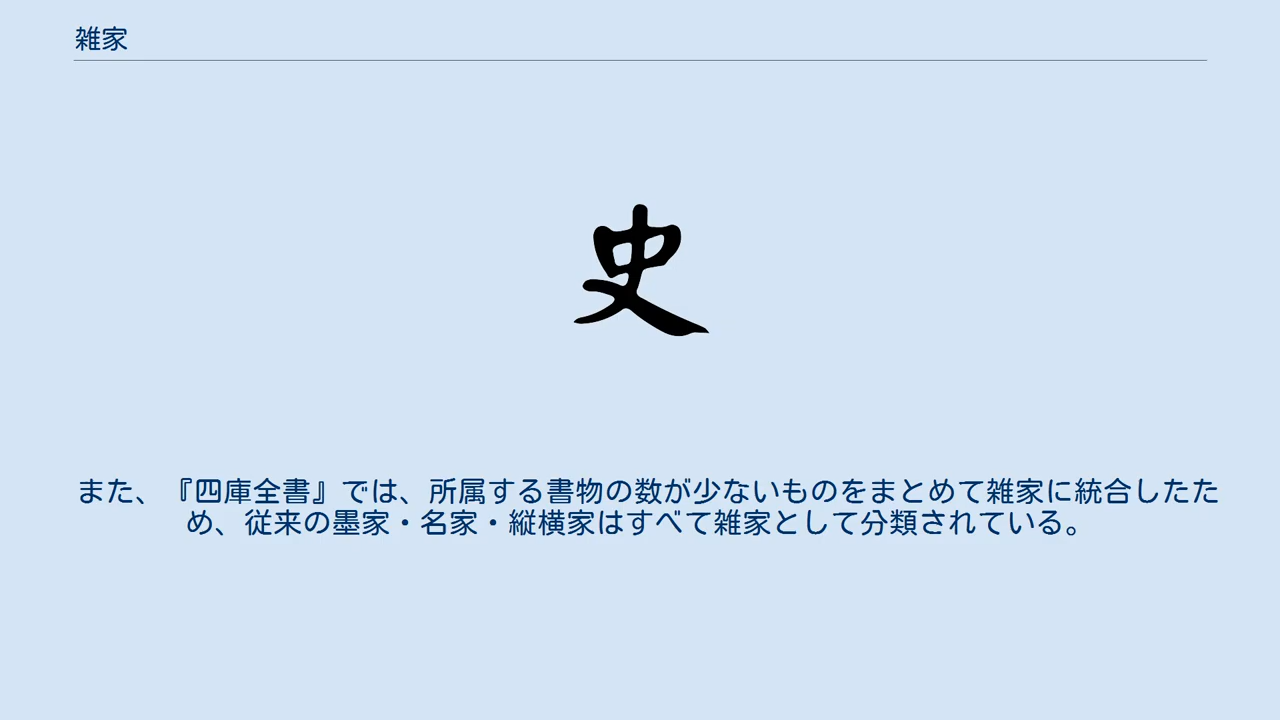 雑家
史
また、『四庫全書』では、所属する書物の数が少ないものをまとめて雑家に統合したた
め、従来の墨家・名家・縦横家はすべて雑家として分類されている。